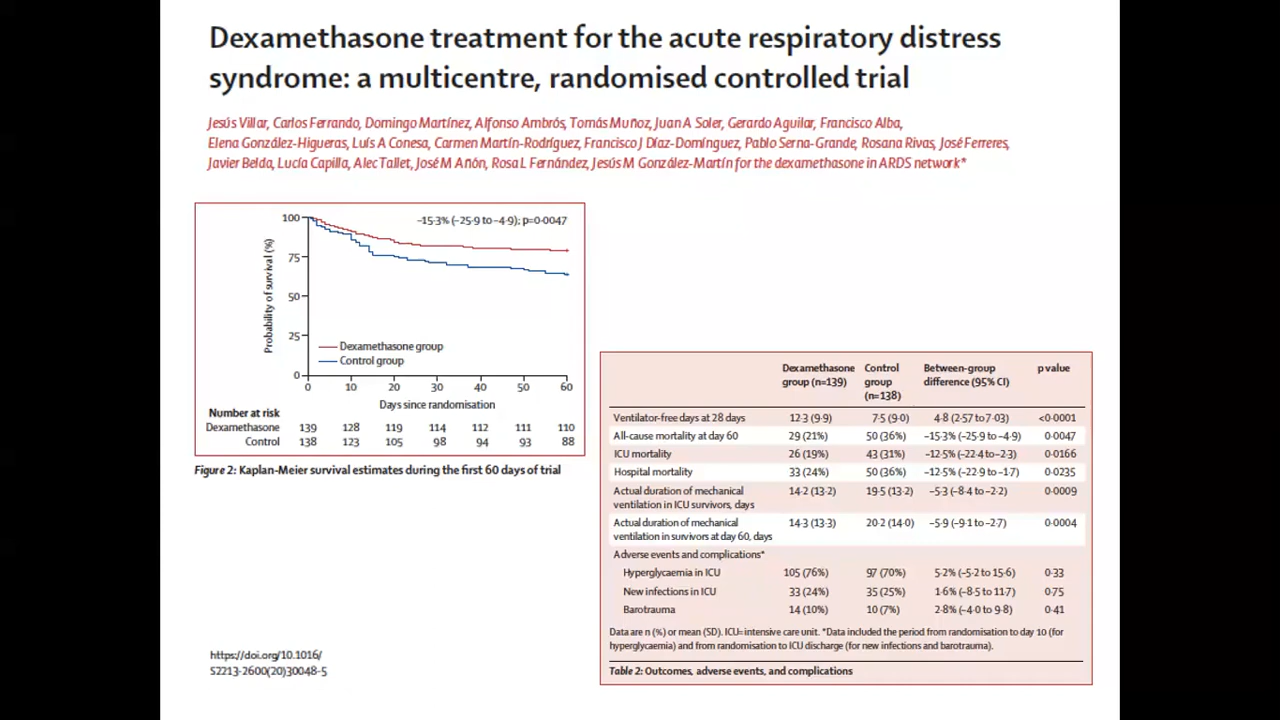 Dexamethasone treatment for the acute respiratory distress
syndrome: a multicentre, randomised controlled trial
Jesús Villar, Carlos Ferrando, Domingo Martínez, Alfonso Ambrós, Tomás Muñoz, Juan A Soler, Gerardo Aguilar, Francisco Alba,
Elena González-Higueras, Luís A Conesa, Carmen Martín-Rodríguez, Francisco J Díaz-Domínguez, Pablo Serna-Grande, Rosana Rivas, José Ferreres,
Javier Belda, Lucía Capilla, Alec Tallet, José M Añón, Rosa L Fernández, Jesús M González-Martín for the dexamethasone in ARDS network*
–15·3% (–25·9 to –4·9); p=0·0047
Probability of survival (%)
100
75
50
25
0
Dexamethasone group
Control group
0 10 20 30 40 50 60
Days since randomisation
Number at risk
Dexamethasone 139 128 119 114 112 111 110
Control 138 123 105 98 94 93 88
Figure 2: Kaplan-Meier survival estimates during the first 60 days of trial
Dexamethasone group (n=139) Control group (n=138) Between-group difference (95% CI) p value
Ventilator-free days at 28 days 12·3 (9·9) 7·5 (9·0) 4·8 (2·57 to 7·03) <0·0001
All-cause mortality at day 60 29 (21%) 50 (36%) –15·3% (–25·9 to –4·9) 0·0047
ICU mortality 26 (19%) 43 (31%) –12·5% (–22·4 to –2·3) 0·0166
Hospital mortality 33 (24%) 50 (36%) –12·5% (–22·9 to –1·7) 0·0235
Actual duration of mechanical 14·2 (13·2) 19·5 (13·2) –5·3 (–8·4 to –2·2) 0·0009
ventilation in ICU survivors, days
Actual duration of mechanical 14·3 (13·3) 20·2 (14·0) –5·9 (–9·1 to –2·7) 0·0004
ventilation in survivors at day 60, days
Adverse events and complications*
Hyperglycaemia in ICU 105 (76%) 97 (70%) 5·2% (–5·2 to 15·6) 0·33
New infections in ICU 33 (24%) 35 (25%) 1·6% (–8·5 to 11·7) 0·75
Barotrauma 14 (10%) 10 (7%) 2·8% (–4·0 to 9·8) 0·41
Data are n (%) or mean (SD). ICU=intensive care unit. *Data included the period from randomisation to day 10 (for
hyperglycaemia) and from randomisation to ICU discharge (for new infections and barotrauma).
Table 2: Outcomes, adverse events, and complications
https://doi.org/10.1016/
S2213-2600(20)30048-5